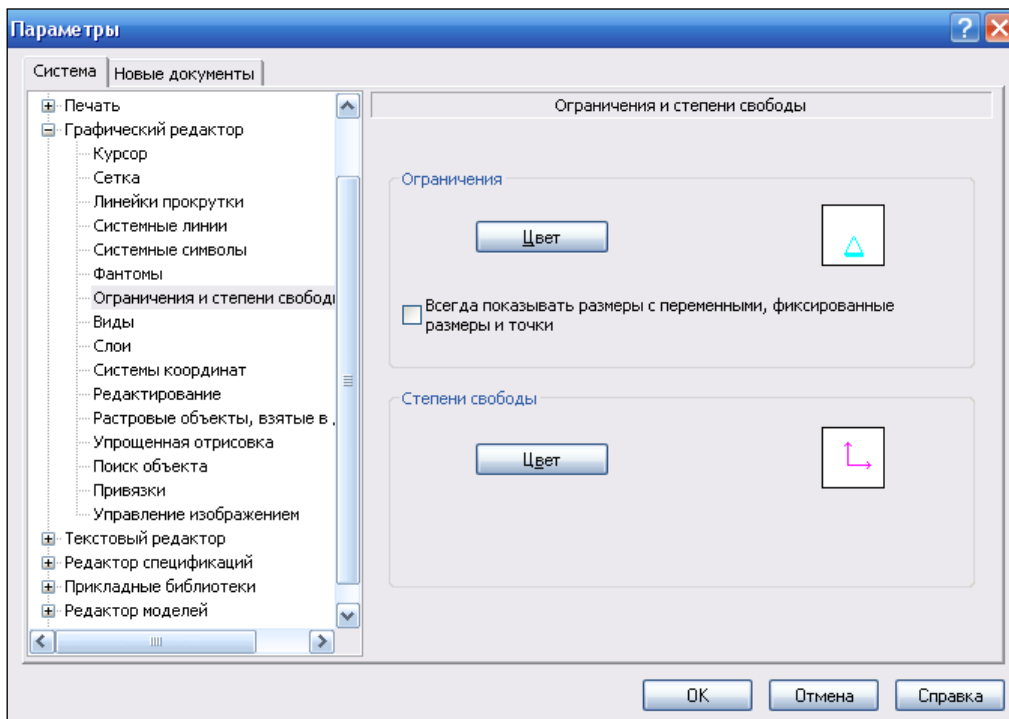 Параметры
Система
Новые документы
Печать
Графический редактор
Курсор
Сетка
Линейки прокрутки
Системные линии
Системные символы
Фантомы
Ограничения и степени свобод
Виды
Слои
Системы координат
Редактирование
Растровые объекты, взятые в
Упрощенная отрисовка
Поиск объекта
Привязки
Управление изображением
Текстовый редактор
Редактор спецификаций
Прикладные библиотеки
Редактор моделей
Ограничения и степени свободы
Ограничения
Цвет
Всегда показывать размеры с переменными, фиксированные
размеры и точки
Степени свободы
Цвет
ОК
Отмена
Справка